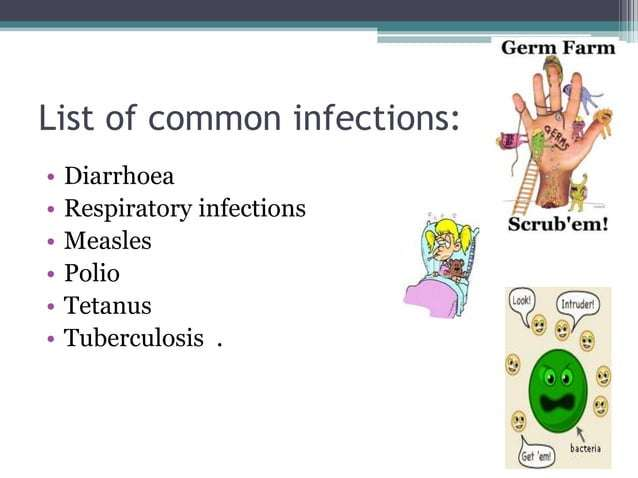 Germ Farm
GERMS
Scrub'em!
List of common infections:
• Diarrhoea
• Respiratory infections
• Measles
• Polio
• Tetanus
• Tuberculosis .
Look!
Intruder!
Get 'em!
bacteria